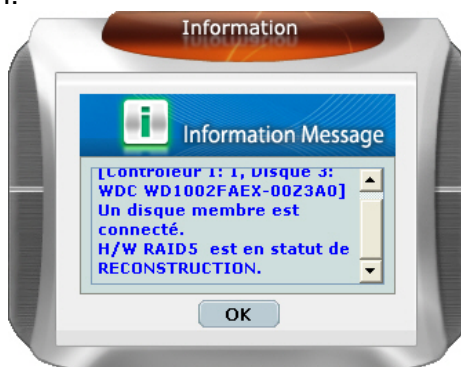 Information
Information Message
[Controleur 1: 1, Disque 3:
WDC WD1002FAEX-00Z3A0]
Un disque membre est
connecté.
H/W RAID5 est en statut de
RECONSTRUCTION.
OK